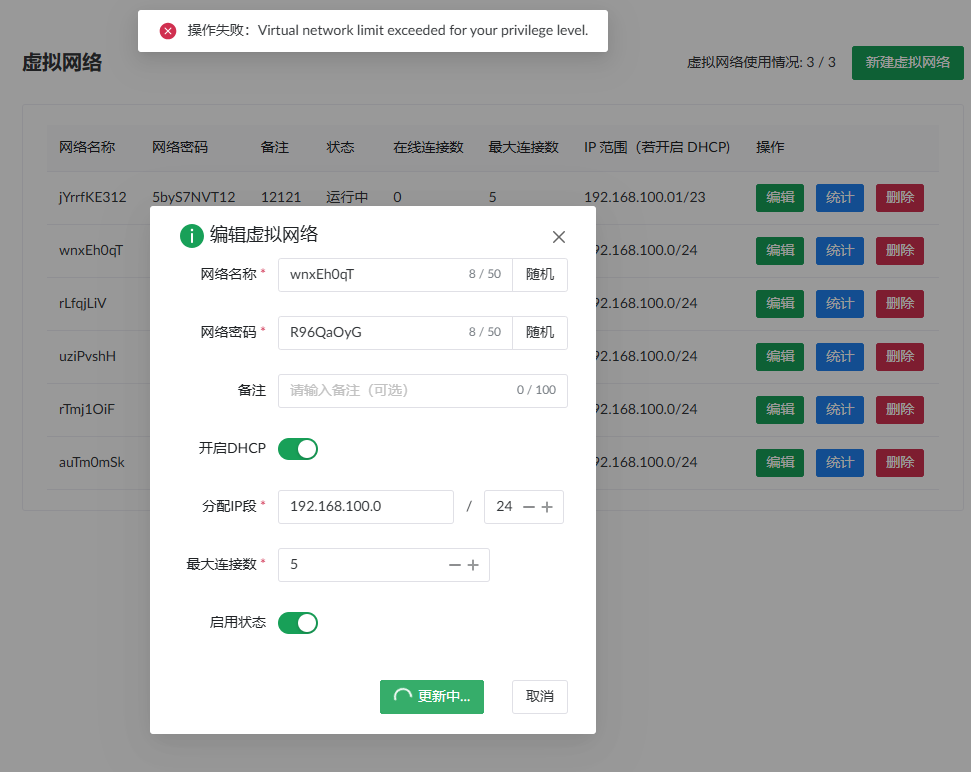 操作失败：Virtual network limit exceeded for your privilege level.
虚拟网络
虚拟网络使用情况: 3 / 3
新建虚拟网络
网络名称 网络密码 备注 状态 在线连接数 最大连接数 IP 范围（若开启 DHCP) 操作
jYrrfKE312 5byS7NVT12 12121 运行中 0 5 192.168.100.01/23 编辑 统计 删除
wnxEh0qT 92.168.100.0/24 编辑 统计 删除
rLfqjLiV 92.168.100.0/24 编辑 统计 删除
uziPvshH 92.168.100.0/24 编辑 统计 删除
rTmj1OiF 92.168.100.0/24 编辑 统计 删除
auTm0mSk 92.168.100.0/24 编辑 统计 删除
编辑虚拟网络
网络名称 * wnxEh0qT 8 / 50 随机
网络密码 * R96QaOyG 8 / 50 随机
备注 请输入备注（可选） 0 / 100
开启DHCP
分配IP段 * 192.168.100.0 / 24
最大连接数 * 5
启用状态
更新中... 取消